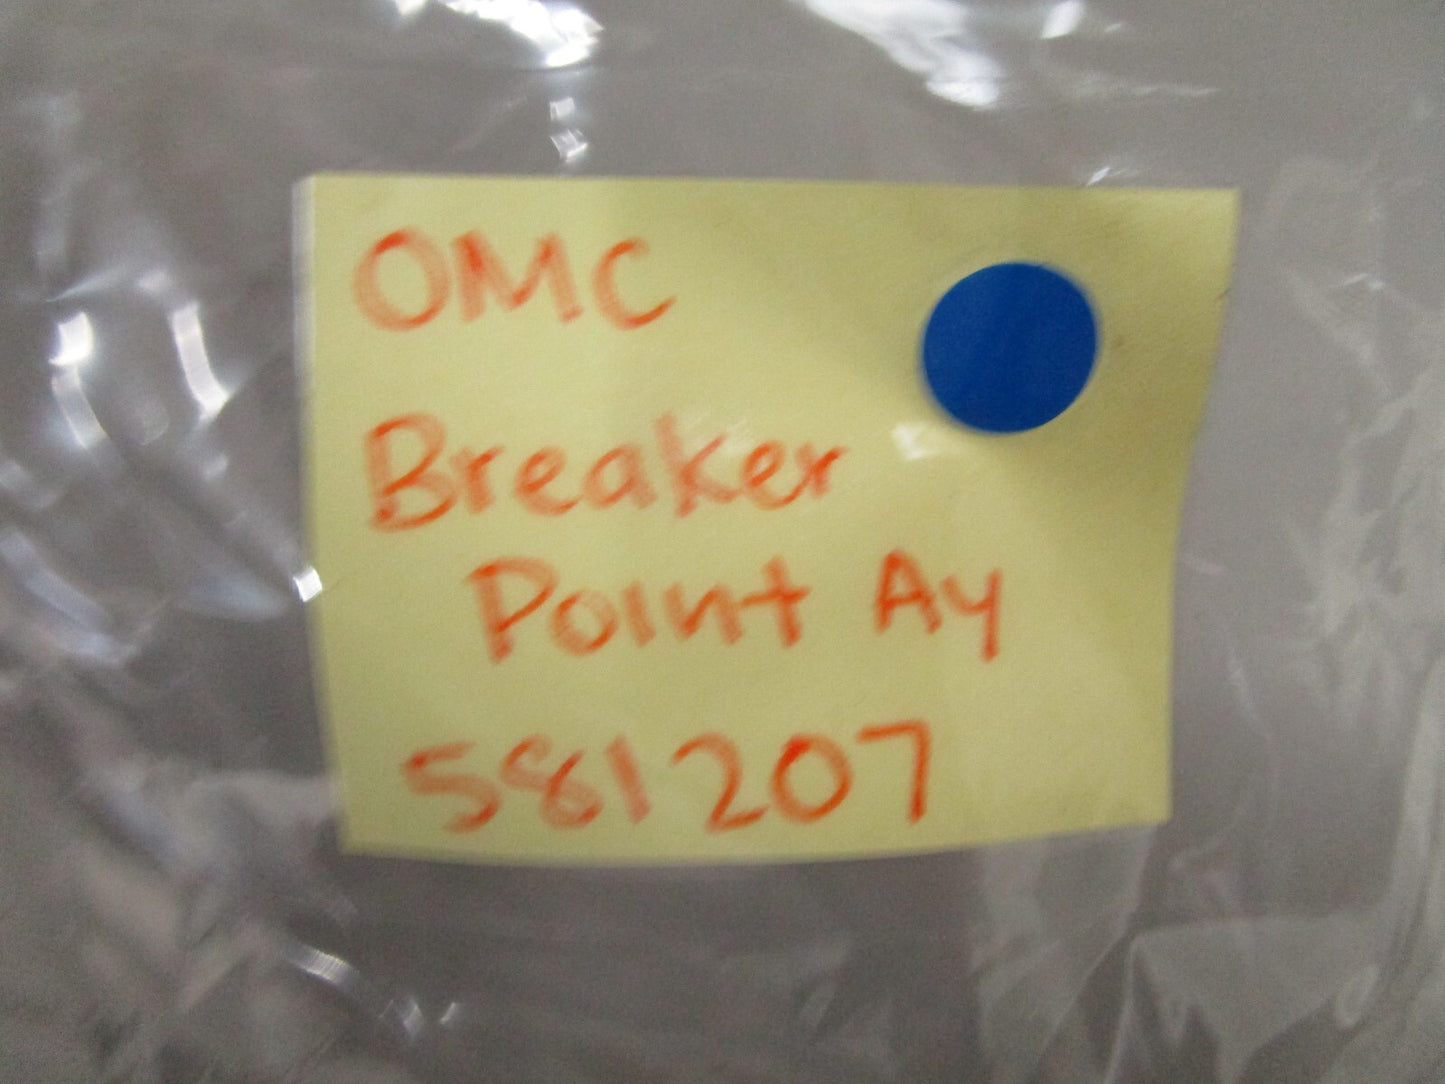 OMC
Breaker
Point Ay
581207